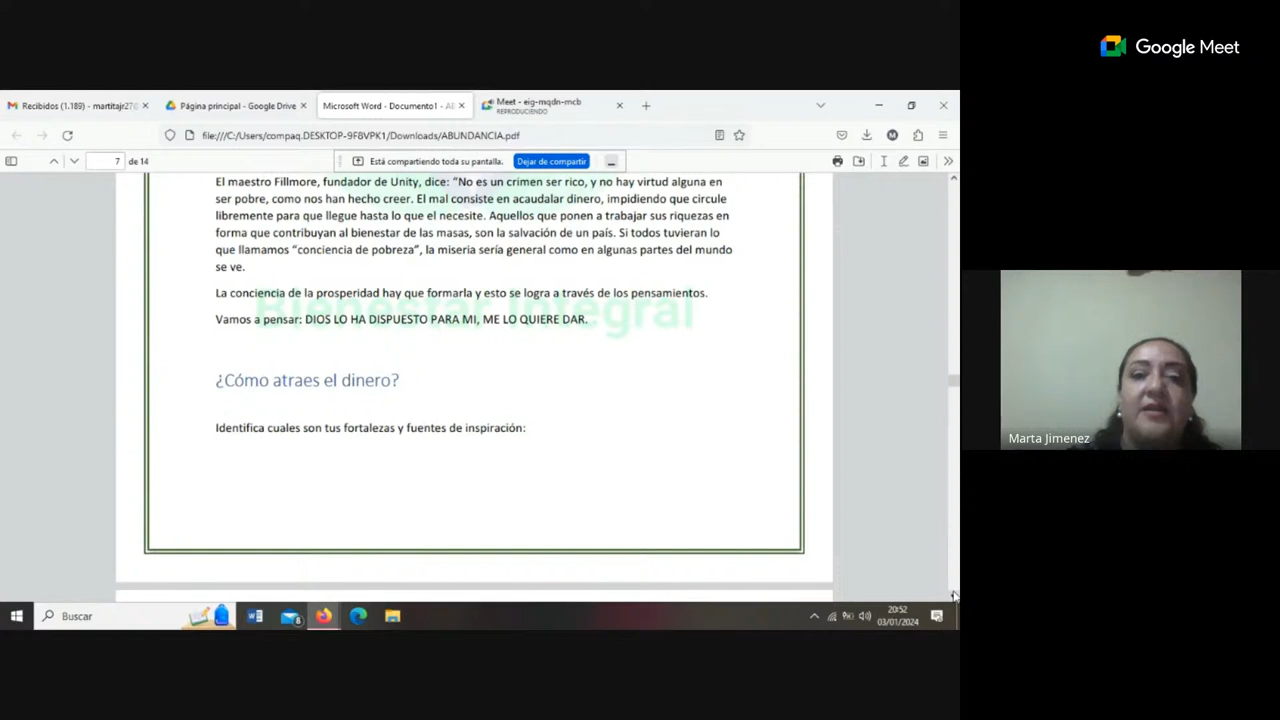 Google Meet
Recibidos (1.189) - martitajr27@
Página principal - Google Drive
Microsoft Word - Documento1 - AB
Meet - eig-mqdn-mcb
REPRODUCIENDO
file:///C:/Users/compaq.DESKTOP-9F8VPK1/Downloads/ABUNDANCIA.pdf
7 de 14
Está compartiendo toda su pantalla.
Dejar de compartir
El maestro Fillmore, fundador de Unity, dice: “No es un crimen ser rico, y no hay virtud alguna en
ser pobre, como nos han hecho creer. El mal consiste en acaudalar dinero, impidiendo que circule
libremente para que llegue hasta lo que el necesite. Aquellos que ponen a trabajar sus riquezas en
forma que contribuyan al bienestar de las masas, son la salvación de un país. Si todos tuvieran lo
que llamamos “conciencia de pobreza”, la miseria sería general como en algunas partes del mundo
se ve.
La conciencia de la prosperidad hay que formarla y esto se logra a través de los pensamientos.
Bienestar Integral
Vamos a pensar: DIOS LO HA DISPUESTO PARA MI, ME LO QUIERE DAR.
¿Cómo atraes el dinero?
Identifica cuales son tus fortalezas y fuentes de inspiración:
Marta Jimenez
Buscar
8
20:52
03/01/2024